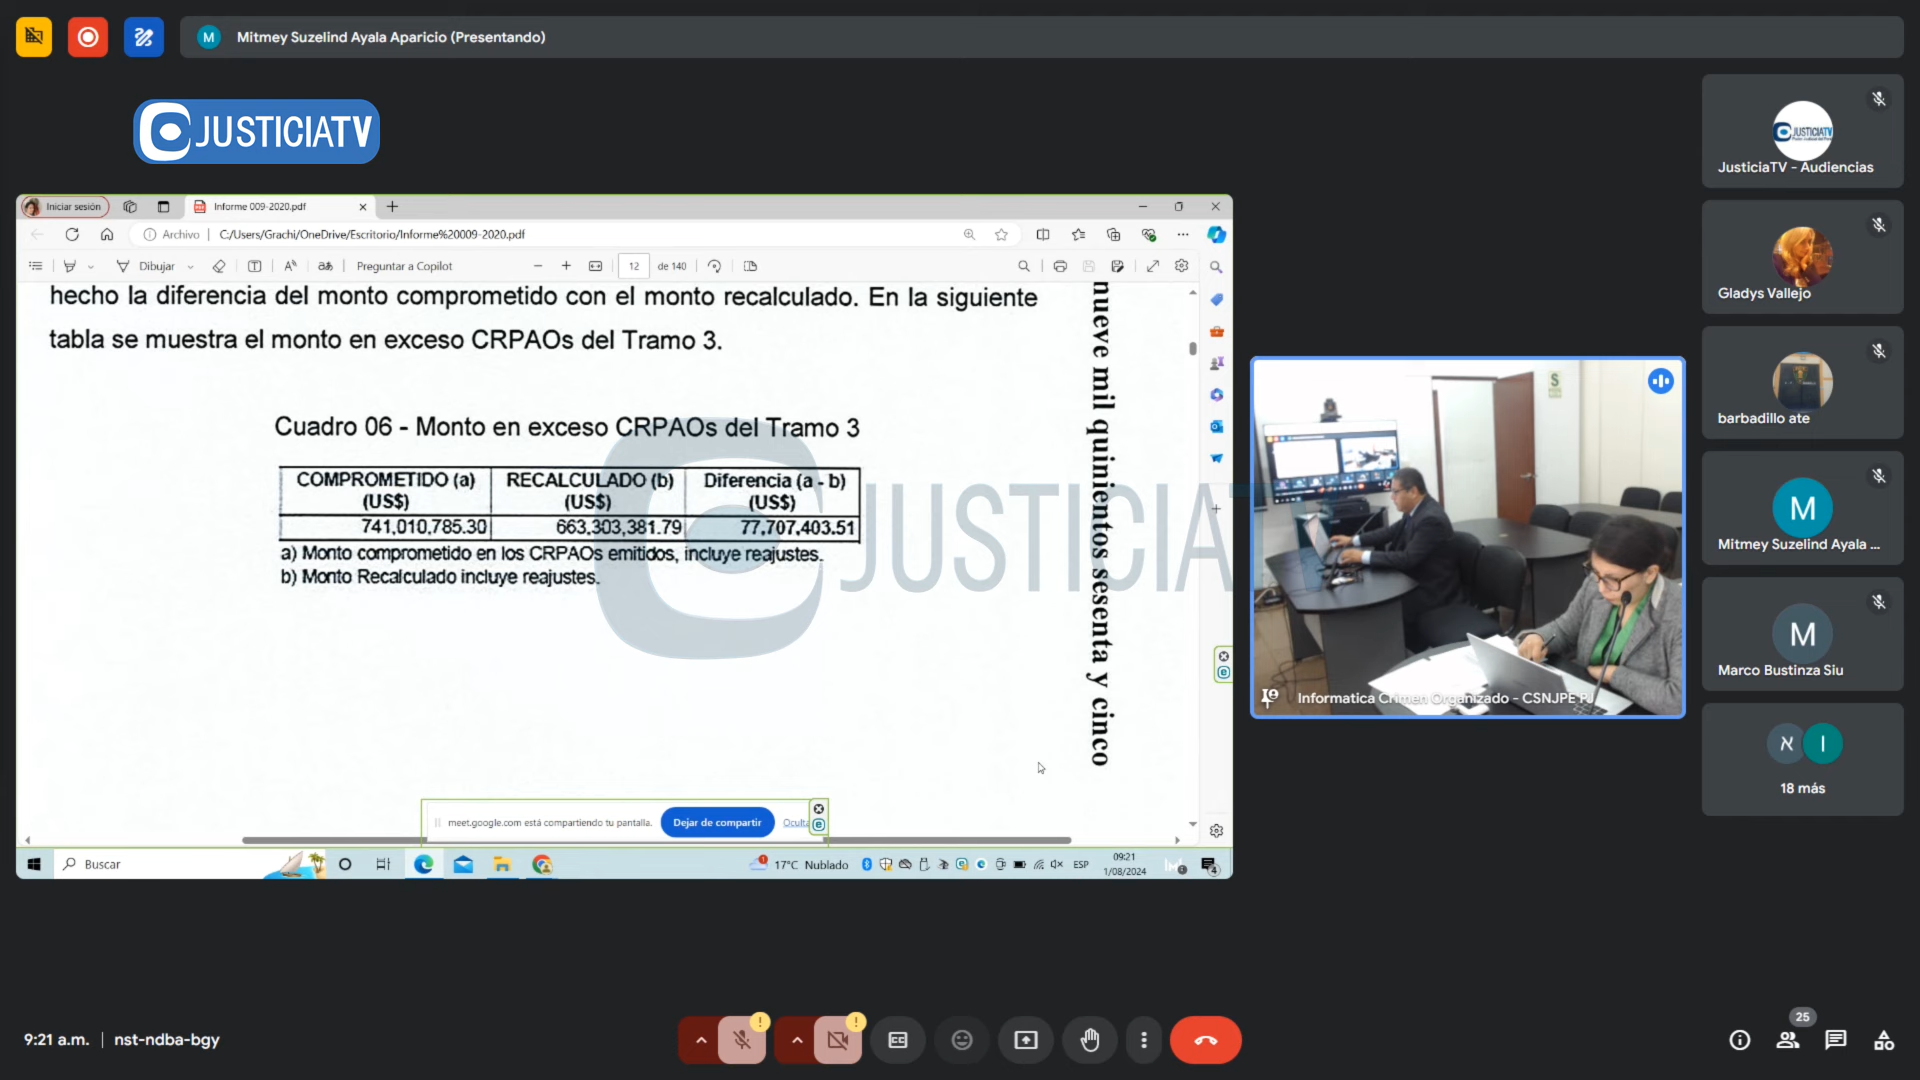 M Mitmey Suzelind Ayala Aparicio (Presentando)
JUSTICIATV
Iniciar sesión
Informe 009-2020.pdf
Archivo | C:/Users/Grachi/OneDrive/Escritorio/Informe%20009-2020.pdf
Dibujar
Preguntar a Copilot
12 de 140
hecho la diferencia del monto comprometido con el monto recalculado. En la siguiente
tabla se muestra el monto en exceso CRPAOs del Tramo 3.
Cuadro 06 - Monto en exceso CRPAOs del Tramo 3
COMPROMETIDO (a) (US$) RECALCULADO (b) (US$) Diferencia (a - b) (US$)
741,010,785.30 663,303,381.79 77,707,403.51
a) Monto comprometido en los CRPAOs emitidos, incluye reajustes.
b) Monto Recalculado incluye reajustes.
nueve mil quinientos sesenta y cinco
JUSTICIAT
meet.google.com está compartiendo tu pantalla.
Dejar de compartir
Oculta
Buscar
17°C Nublado
ESP
09:21
1/08/2024
S
Informatica Crimen Organizado - CSNJPE PJ
JUSTICIATV
JusticiaTV - Audiencias
Gladys Vallejo
barbadillo ate
M
Mitmey Suzelind Ayala ...
M
Marco Bustinza Siu
א I
18 más
9:21 a.m. | nst-ndba-bgy
25